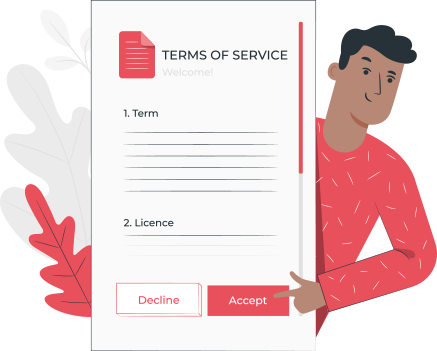 TERMS OF SERVICE
Welcome!
1. Term
2. Licence
Decline
Accept